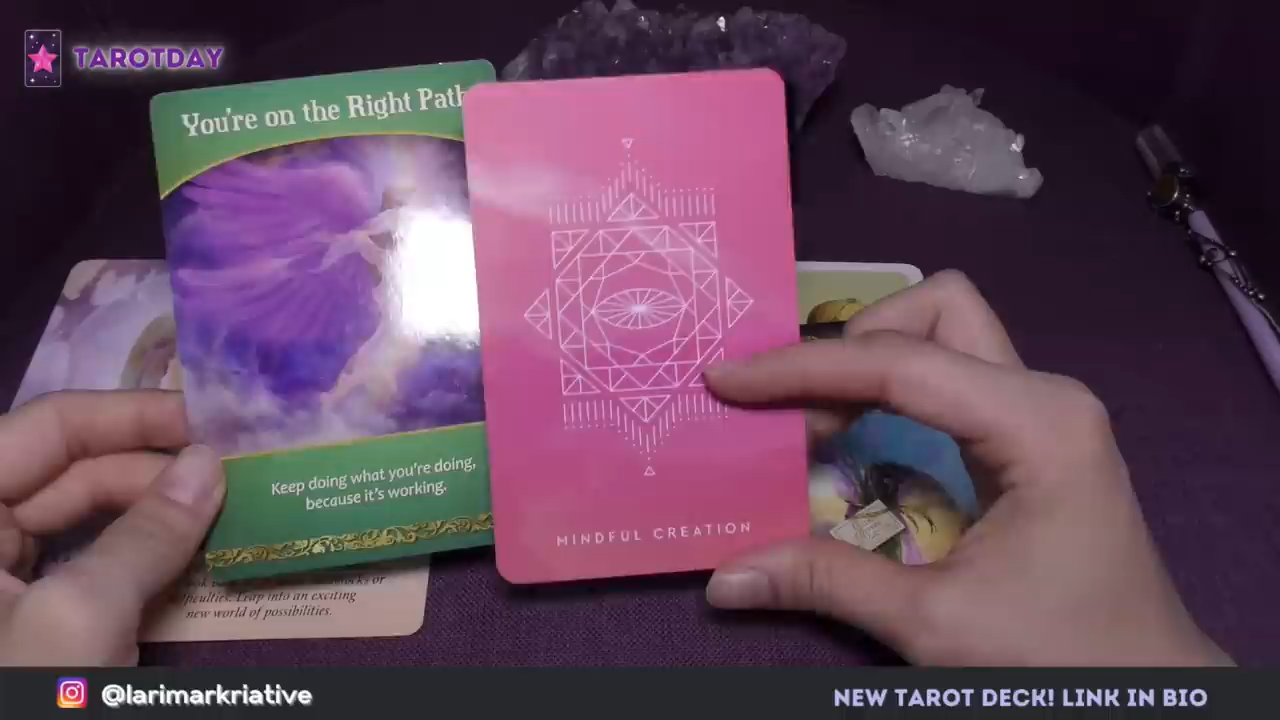 TAROTDAY
You're on the Right Path
Keep doing what you're doing,
because it's working.
MINDFUL CREATION
Leap into an exciting
new world of possibilities.
@larimarkriative
NEW TAROT DECK! LINK IN BIO